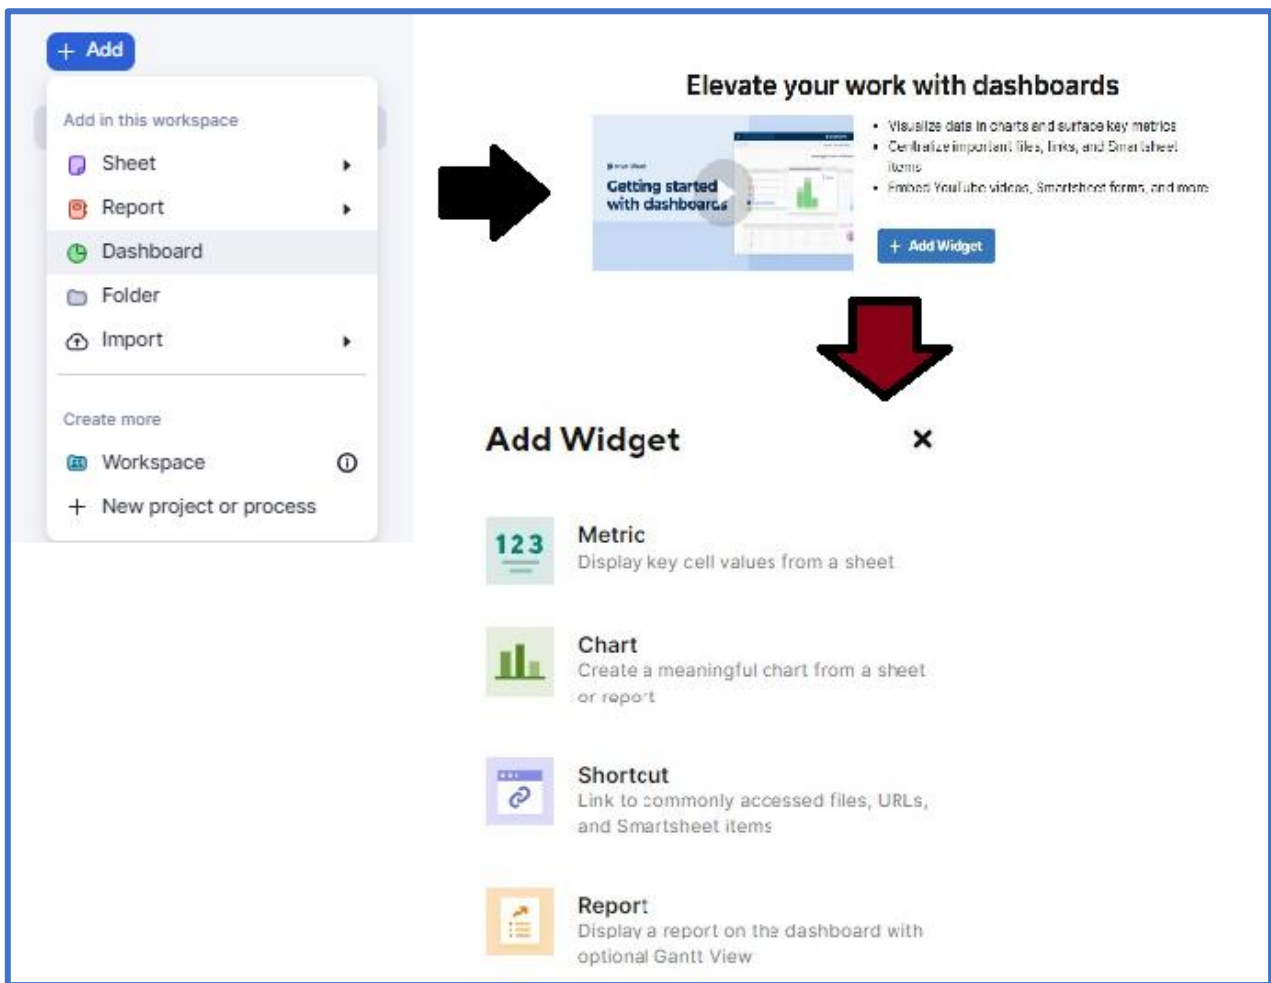 + Add
Add in this workspace
Sheet
Report
Dashboard
Folder
Import
Create more
Workspace
+ New project or process
Elevate your work with dashboards
Getting started
with dashboards
• Visualize data in charts and surface key metrics
• Centralize important files, links, and Smartsheet
items
• Embed YouTube videos, Smartsheet forms, and more
+ Add Widget
Add Widget
123
Metric
Display key cell values from a sheet
Chart
Create a meaningful chart from a sheet
or report
Shortcut
Link to commonly accessed files, URLs,
and Smartsheet items
Report
Display a report on the dashboard with
optional Gantt View